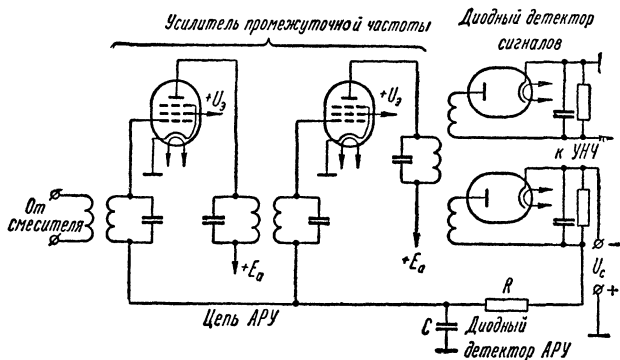 Усилитель промежуточной частоты
Диодный детектор
сигналов
+Uэ
+Uэ
к УНЧ
От
смесителя
+Eа
+Eа
Uс
–
+
R
Цепь АРУ
C
Диодный
детектор АРУ